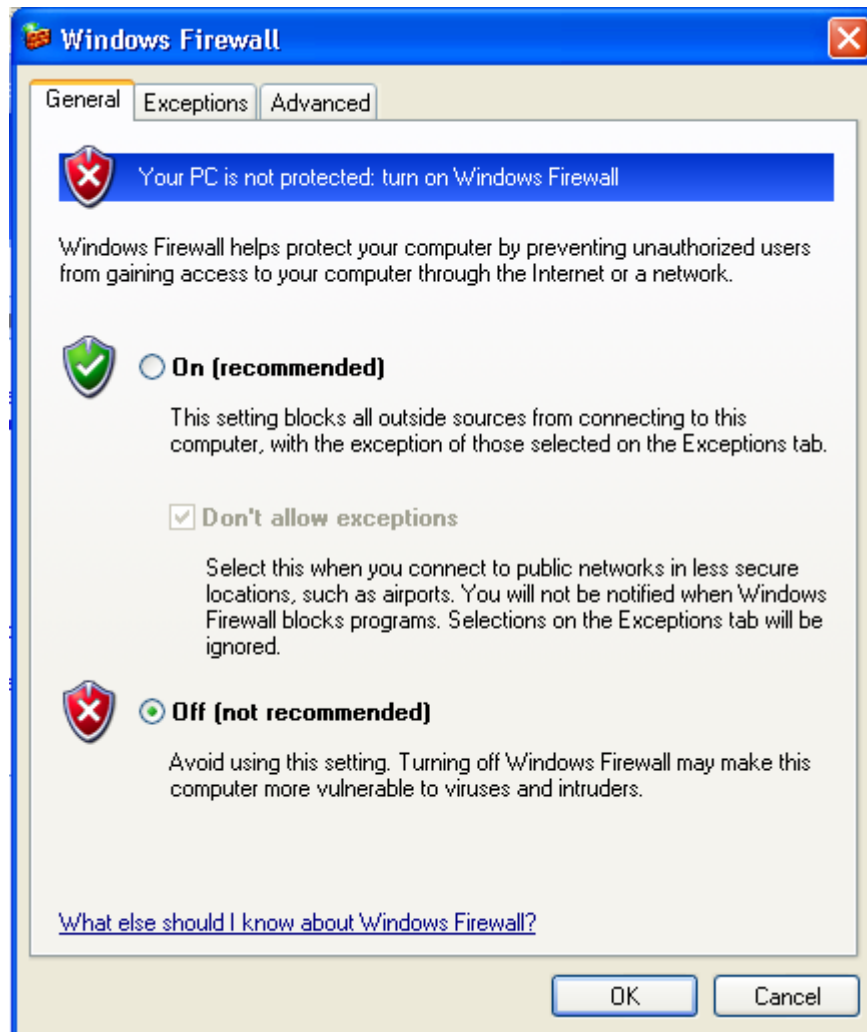 Windows Firewall
General
Exceptions
Advanced
Your PC is not protected: turn on Windows Firewall
Windows Firewall helps protect your computer by preventing unauthorized users
from gaining access to your computer through the Internet or a network.
On (recommended)
This setting blocks all outside sources from connecting to this
computer, with the exception of those selected on the Exceptions tab.
Don't allow exceptions
Select this when you connect to public networks in less secure
locations, such as airports. You will not be notified when Windows
Firewall blocks programs. Selections on the Exceptions tab will be
ignored.
Off (not recommended)
Avoid using this setting. Turning off Windows Firewall may make this
computer more vulnerable to viruses and intruders.
What else should I know about Windows Firewall?
OK
Cancel